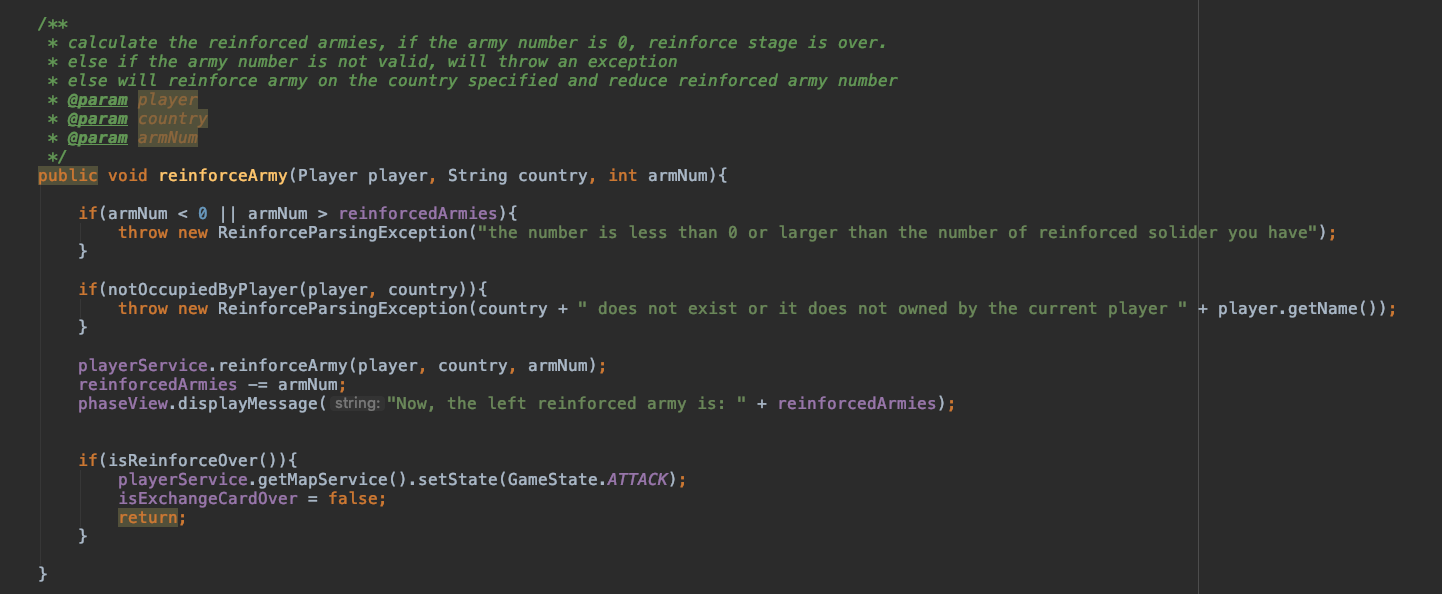 /**
 * calculate the reinforced armies, if the army number is 0, reinforce stage is over.
 * else if the army number is not valid, will throw an exception
 * else will reinforce army on the country specified and reduce reinforced army number
 * @param player
 * @param country
 * @param armNum
 */
public void reinforceArmy(Player player, String country, int armNum){
if(armNum < 0 || armNum > reinforcedArmies){
throw new ReinforceParsingException("the number is less than 0 or larger than the number of reinforced solider you have");
}
if(notOccupiedByPlayer(player, country)){
throw new ReinforceParsingException(country + " does not exist or it does not owned by the current player " + player.getName());
}
playerService.reinforceArmy(player, country, armNum);
reinforcedArmies -= armNum;
phaseView.displayMessage( string: "Now, the left reinforced army is: " + reinforcedArmies);
if(isReinforceOver()){
playerService.getMapService().setState(GameState.ATTACK);
isExchangeCardOver = false;
return;
}
}